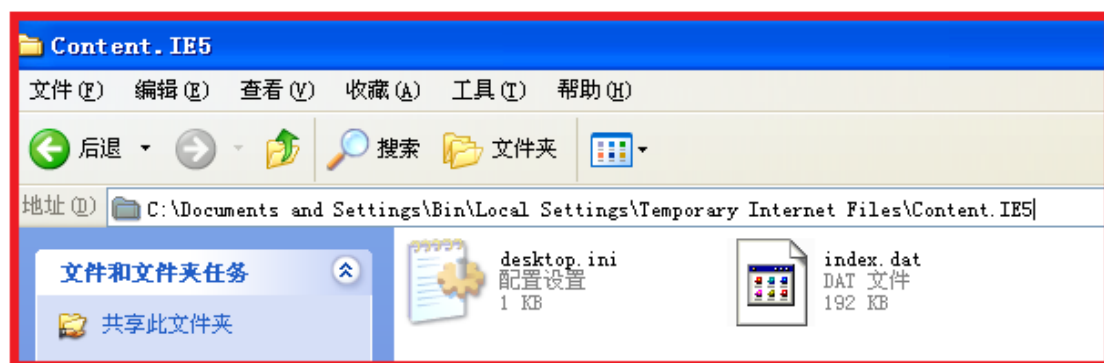 Content.IE5
文件(F) 编辑(E) 查看(V) 收藏(A) 工具(T) 帮助(H)
后退 搜索 文件夹
地址(D) C:\Documents and Settings\Bin\Local Settings\Temporary Internet Files\Content.IE5
文件和文件夹任务
共享此文件夹
desktop.ini
配置设置
1 KB
index.dat
DAT 文件
192 KB